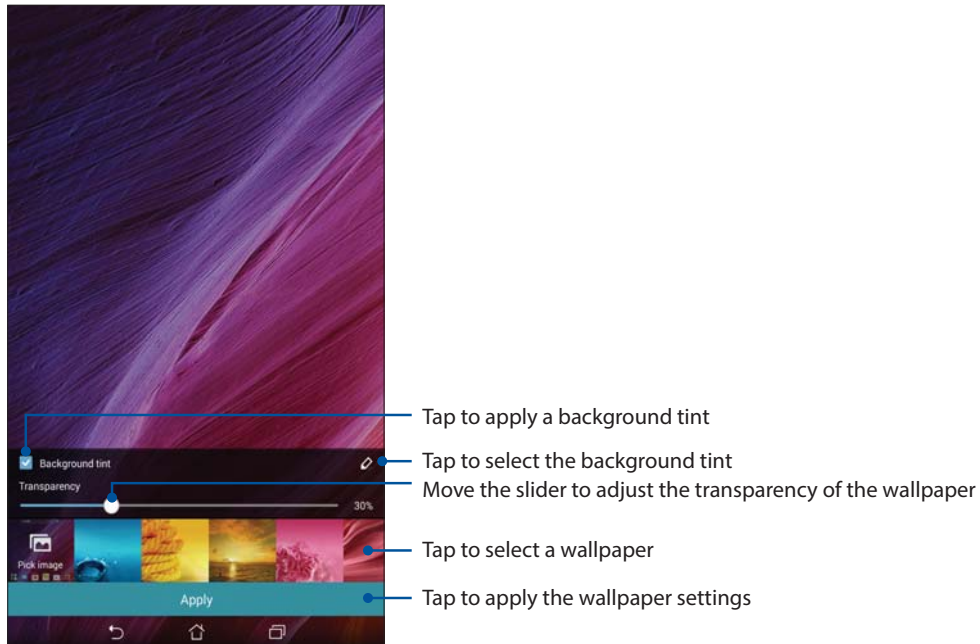 Tap to apply a background tint
Background tint
Tap to select the background tint
Transparency
Move the slider to adjust the transparency of the wallpaper
30%
Pick image
Tap to select a wallpaper
Apply
Tap to apply the wallpaper settings